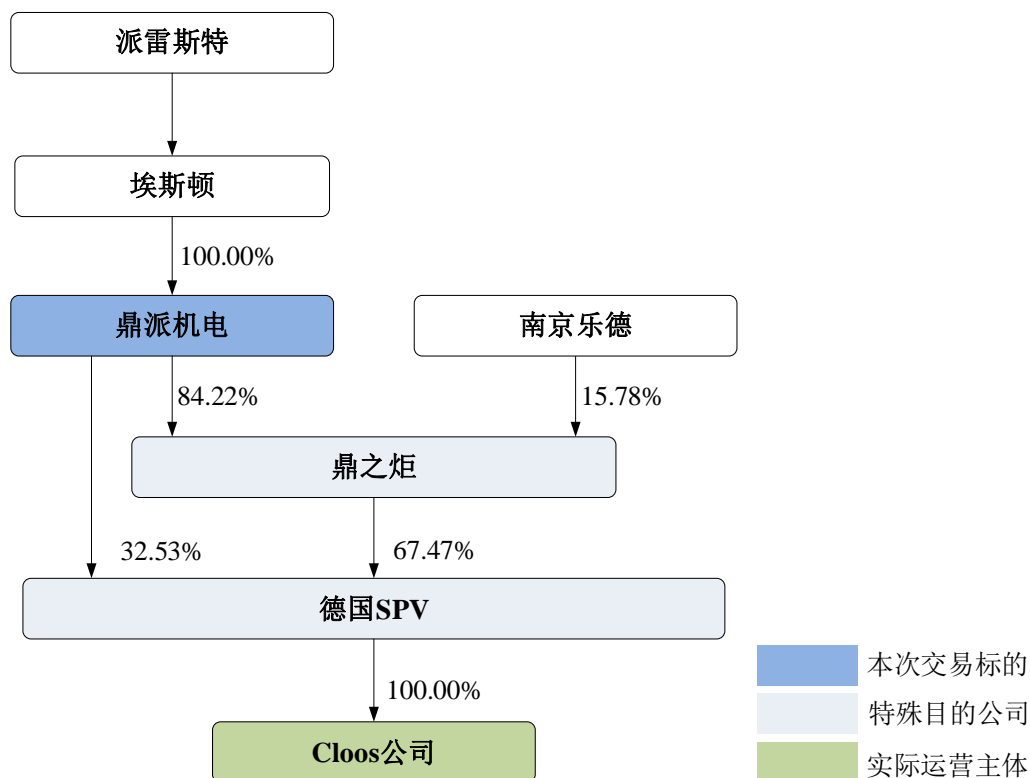 派雷斯特
埃斯顿
100.00%
鼎派机电
南京乐德
84.22%
15.78%
鼎之炬
32.53%
67.47%
德国SPV
100.00%
Cloos公司
本次交易标的
特殊目的公司
实际运营主体